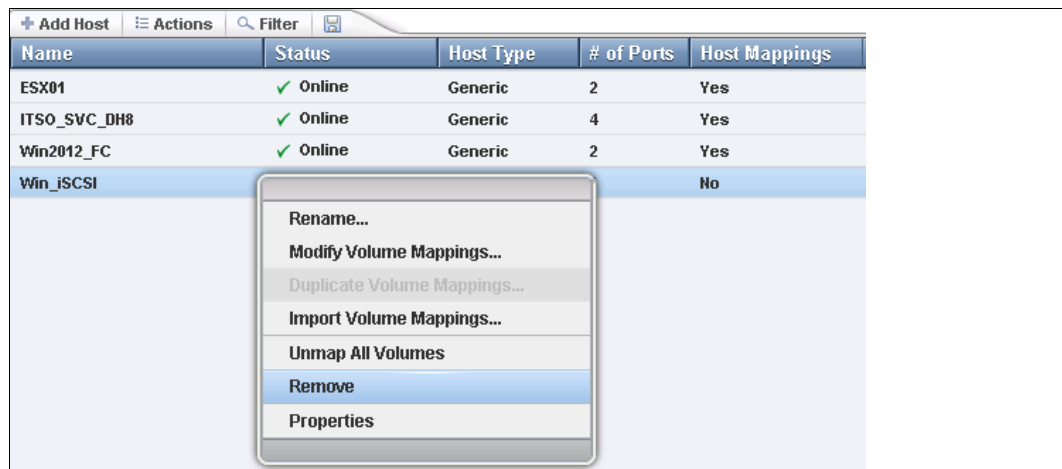 Add Host Actions Filter
Name Status Host Type # of Ports Host Mappings
ESX01 Online Generic 2 Yes
ITSO_SVC_DH8 Online Generic 4 Yes
Win2012_FC Online Generic 2 Yes
Win_iSCSI No
Rename...
Modify Volume Mappings...
Duplicate Volume Mappings...
Import Volume Mappings...
Unmap All Volumes
Remove
Properties